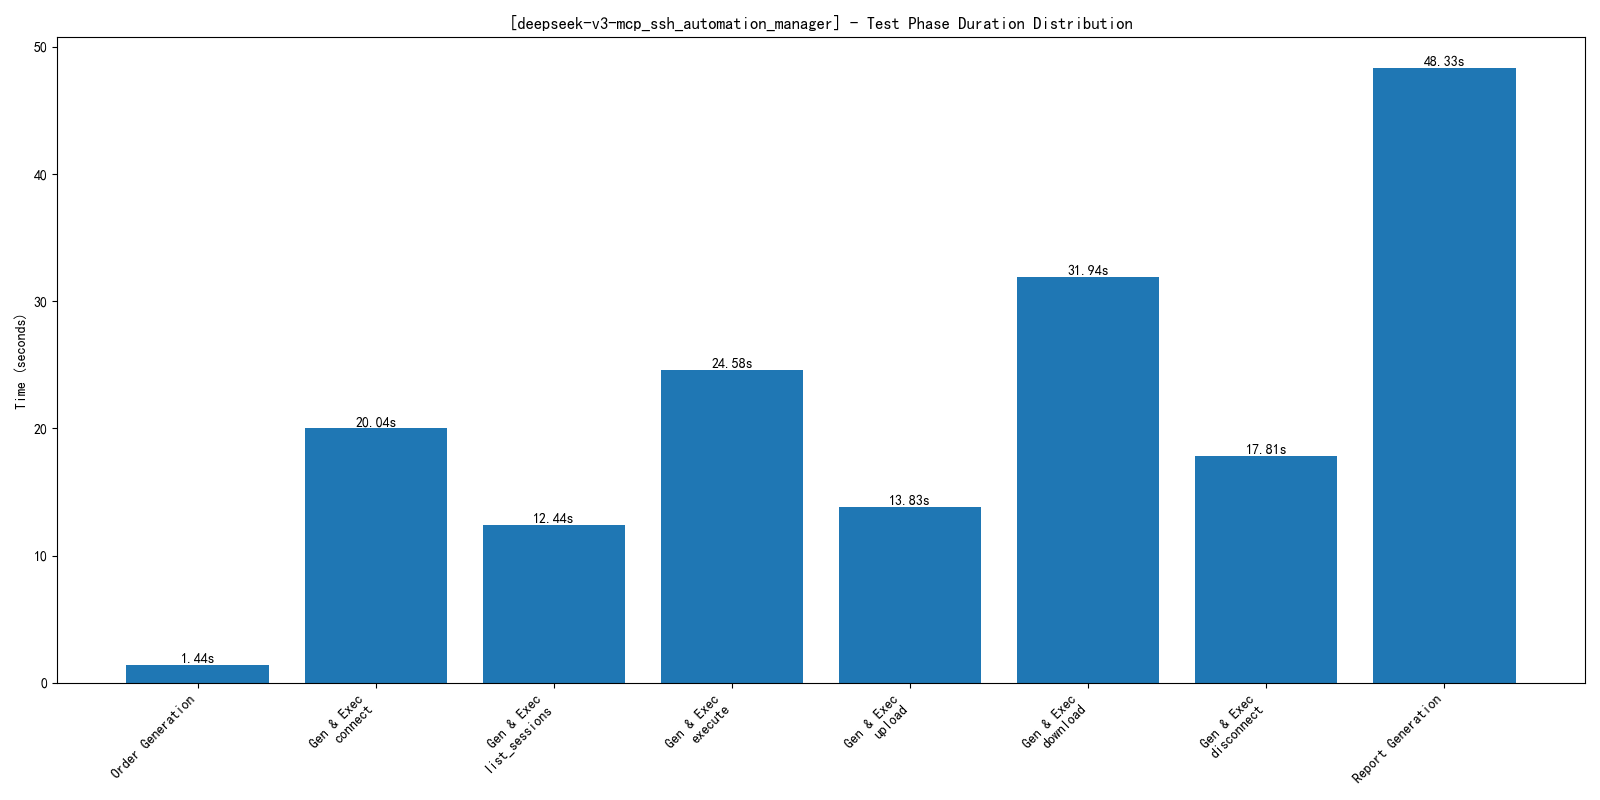 [deepseek-v3-mcp_ssh_automation_manager] - Test Phase Duration Distribution
Time (seconds)
50
40
30
20
10
0
1.44s
20.04s
12.44s
24.58s
13.83s
31.94s
17.81s
48.33s
Order Generation
Gen & Exec
connect
Gen & Exec
list_sessions
Gen & Exec
execute
Gen & Exec
upload
Gen & Exec
download
Gen & Exec
disconnect
Report Generation